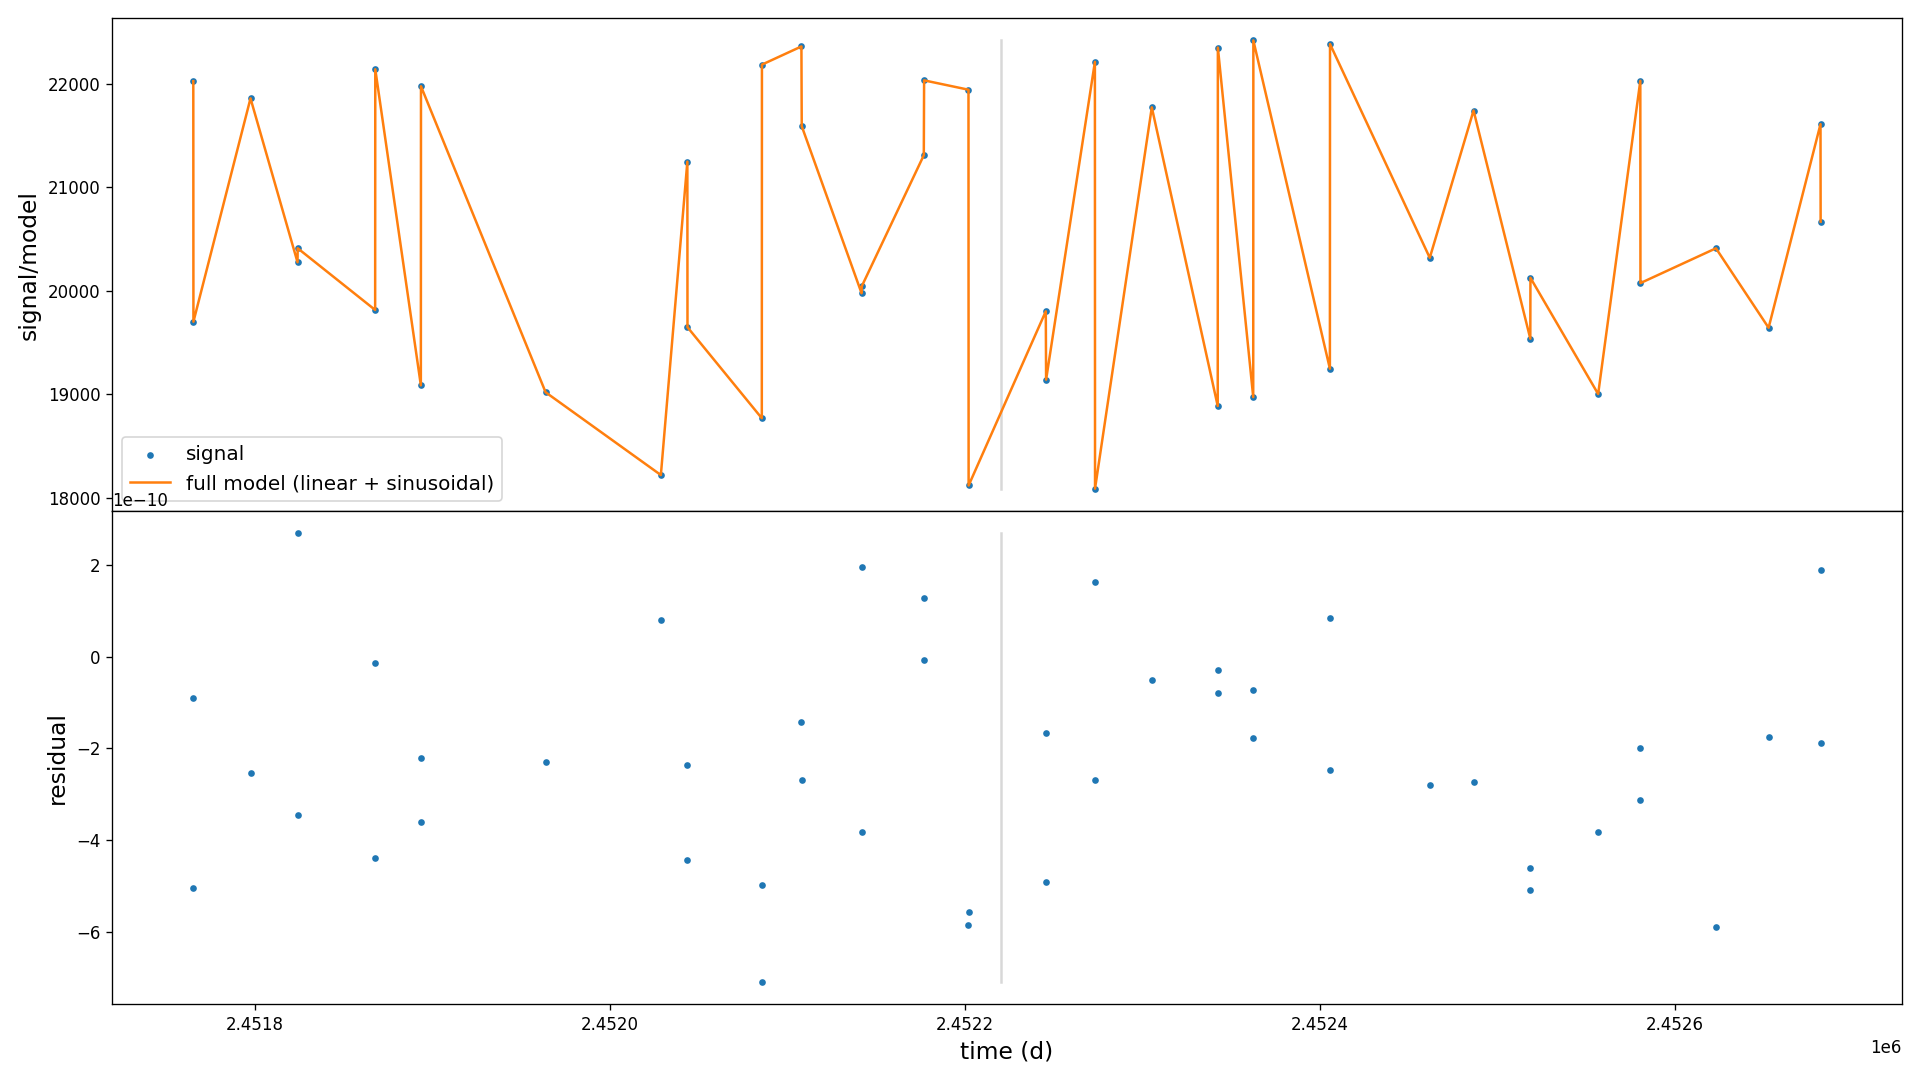 signal/model
22000
21000
20000
19000
18000
signal
full model (linear + sinusoidal)
1e−10
residual
2
0
−2
−4
−6
2.4518
2.4520
2.4522
2.4524
2.4526
time (d)
1e6